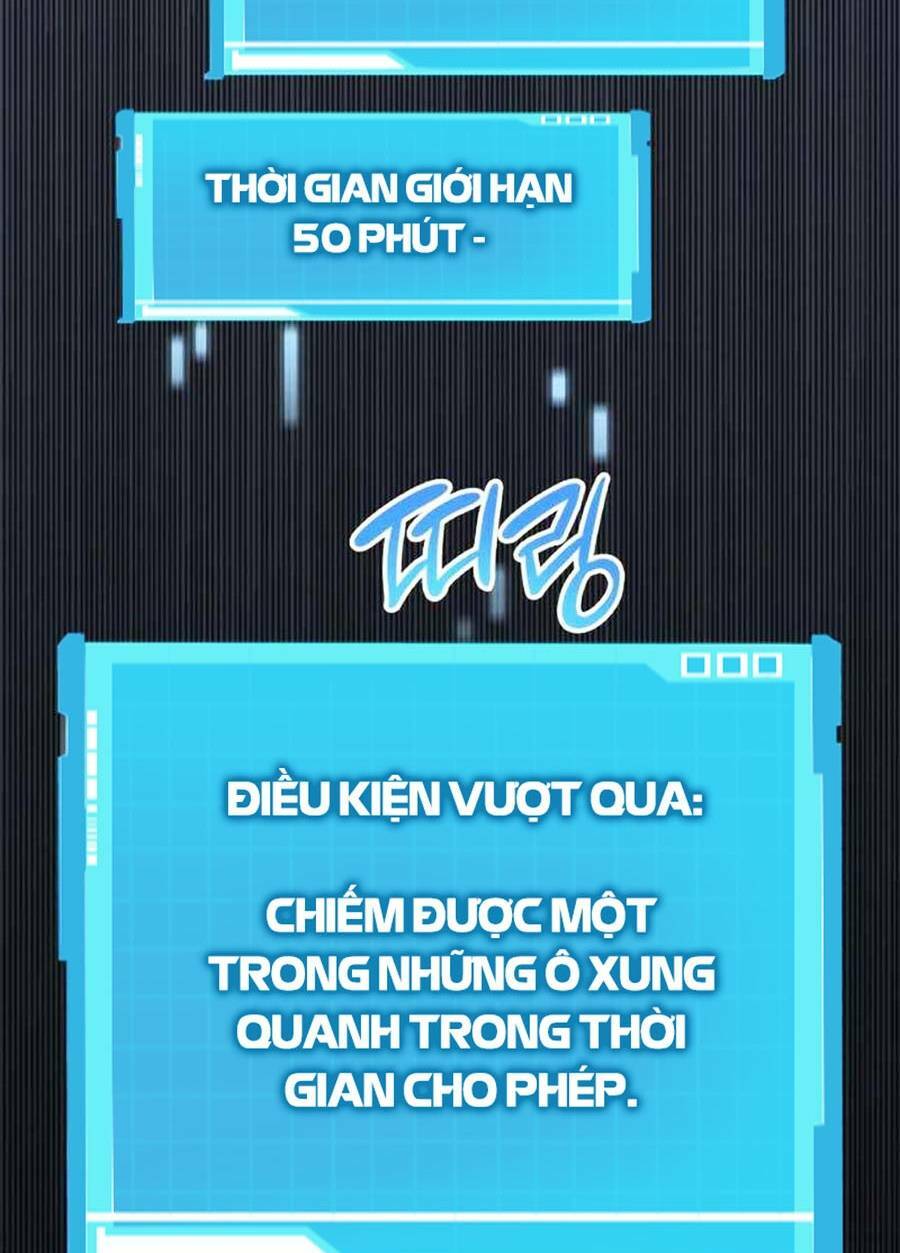 THỜI GIAN GIỚI HẠN
50 PHÚT -
띠링
ĐIỀU KIỆN VƯỢT QUA:
CHIẾM ĐƯỢC MỘT
TRONG NHỮNG Ô XUNG
QUANH TRONG THỜI
GIAN CHO PHÉP.